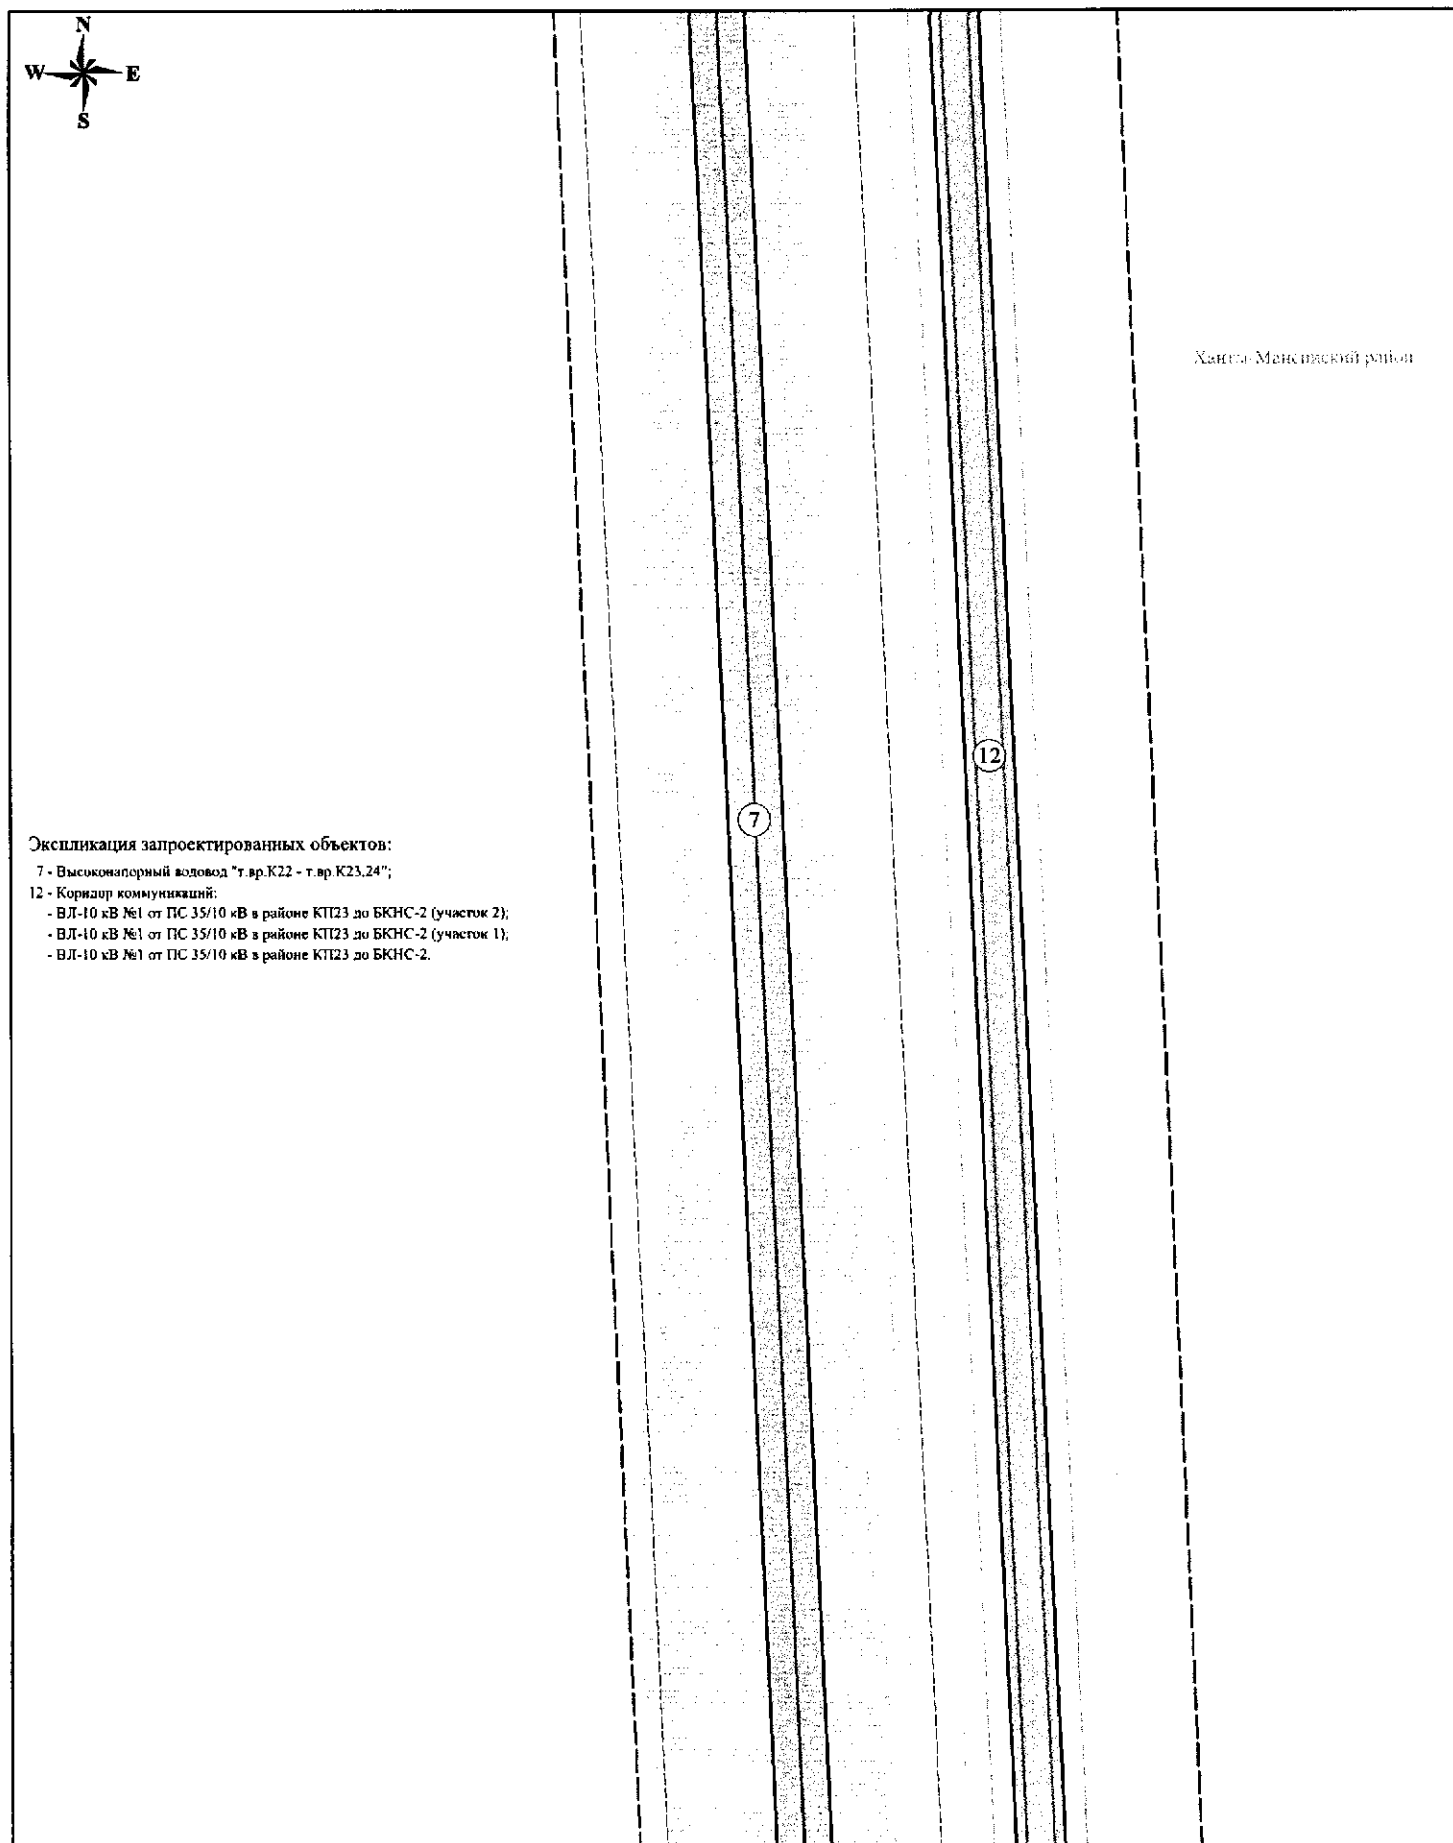 N
W E
S
Ханты-Мансийский район
12
7
Экспликация запроектированных объектов:
7 - Высоконапорный водовод "т.вр.К22 - т.вр.К23,24";
12 - Коридор коммуникаций:
- ВЛ-10 кВ №1 от ПС 35/10 кВ в районе КП23 до БКНС-2 (участок 2);
- ВЛ-10 кВ №1 от ПС 35/10 кВ в районе КП23 до БКНС-2 (участок 1);
- ВЛ-10 кВ №1 от ПС 35/10 кВ в районе КП23 до БКНС-2.